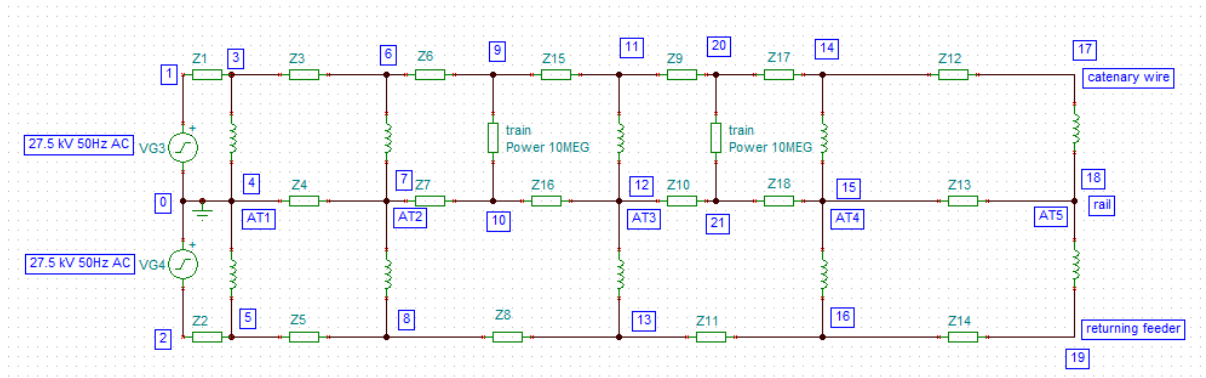 Z1
3
Z3
6
Z6
9
Z15
11
Z9
20
Z17
14
Z12
17
1
catenary wire
+
27.5 kV 50Hz AC
VG3
train
Power 10MEG
train
Power 10MEG
4
Z4
7
Z7
Z16
12
Z10
Z18
15
Z13
18
0
AT1
AT2
10
AT3
21
AT4
AT5
rail
+
27.5 kV 50Hz AC
VG4
Z2
5
Z5
8
Z8
13
Z11
16
Z14
returning feeder
2
19